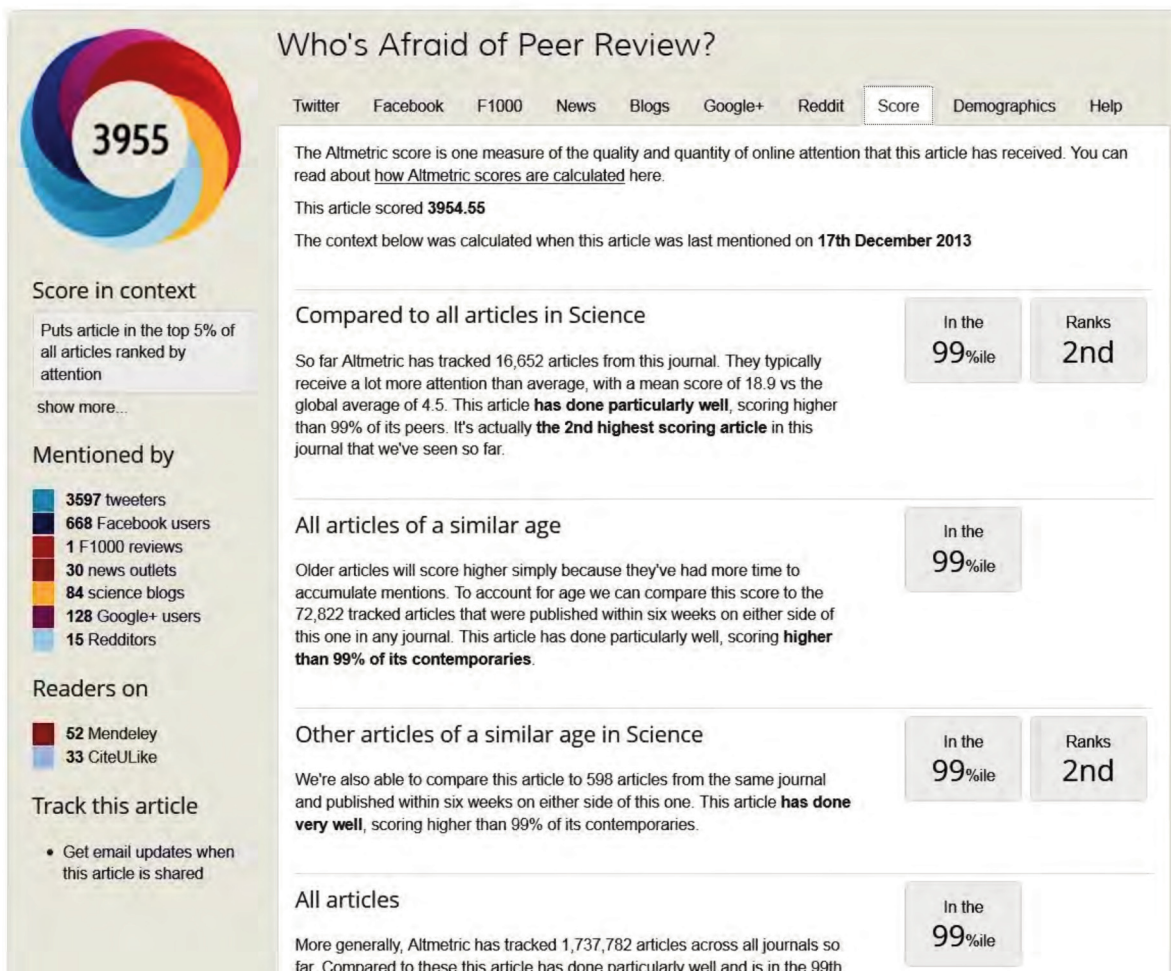 Who's Afraid of Peer Review?
3955
Twitter Facebook F1000 News Blogs Google+ Reddit Score Demographics Help
The Altmetric score is one measure of the quality and quantity of online attention that this article has received. You can
read about how Altmetric scores are calculated here.
This article scored 3954.55
The context below was calculated when this article was last mentioned on 17th December 2013
Score in context
Puts article in the top 5% of
all articles ranked by
attention
show more...
Mentioned by
3597 tweeters
668 Facebook users
1 F1000 reviews
30 news outlets
84 science blogs
128 Google+ users
15 Redditors
Readers on
52 Mendeley
33 CiteULike
Track this article
• Get email updates when
this article is shared
Compared to all articles in Science
So far Altmetric has tracked 16,652 articles from this journal. They typically
receive a lot more attention than average, with a mean score of 18.9 vs the
global average of 4.5. This article has done particularly well, scoring higher
than 99% of its peers. It's actually the 2nd highest scoring article in this
journal that we've seen so far.
In the
99%ile
Ranks
2nd
All articles of a similar age
Older articles will score higher simply because they've had more time to
accumulate mentions. To account for age we can compare this score to the
72,822 tracked articles that were published within six weeks on either side of
this one in any journal. This article has done particularly well, scoring higher
than 99% of its contemporaries.
In the
99%ile
Other articles of a similar age in Science
We're also able to compare this article to 598 articles from the same journal
and published within six weeks on either side of this one. This article has done
very well, scoring higher than 99% of its contemporaries.
In the
99%ile
Ranks
2nd
All articles
More generally, Altmetric has tracked 1,737,782 articles across all journals so
far. Compared to these this article has done particularly well and is in the 99th
In the
99%ile